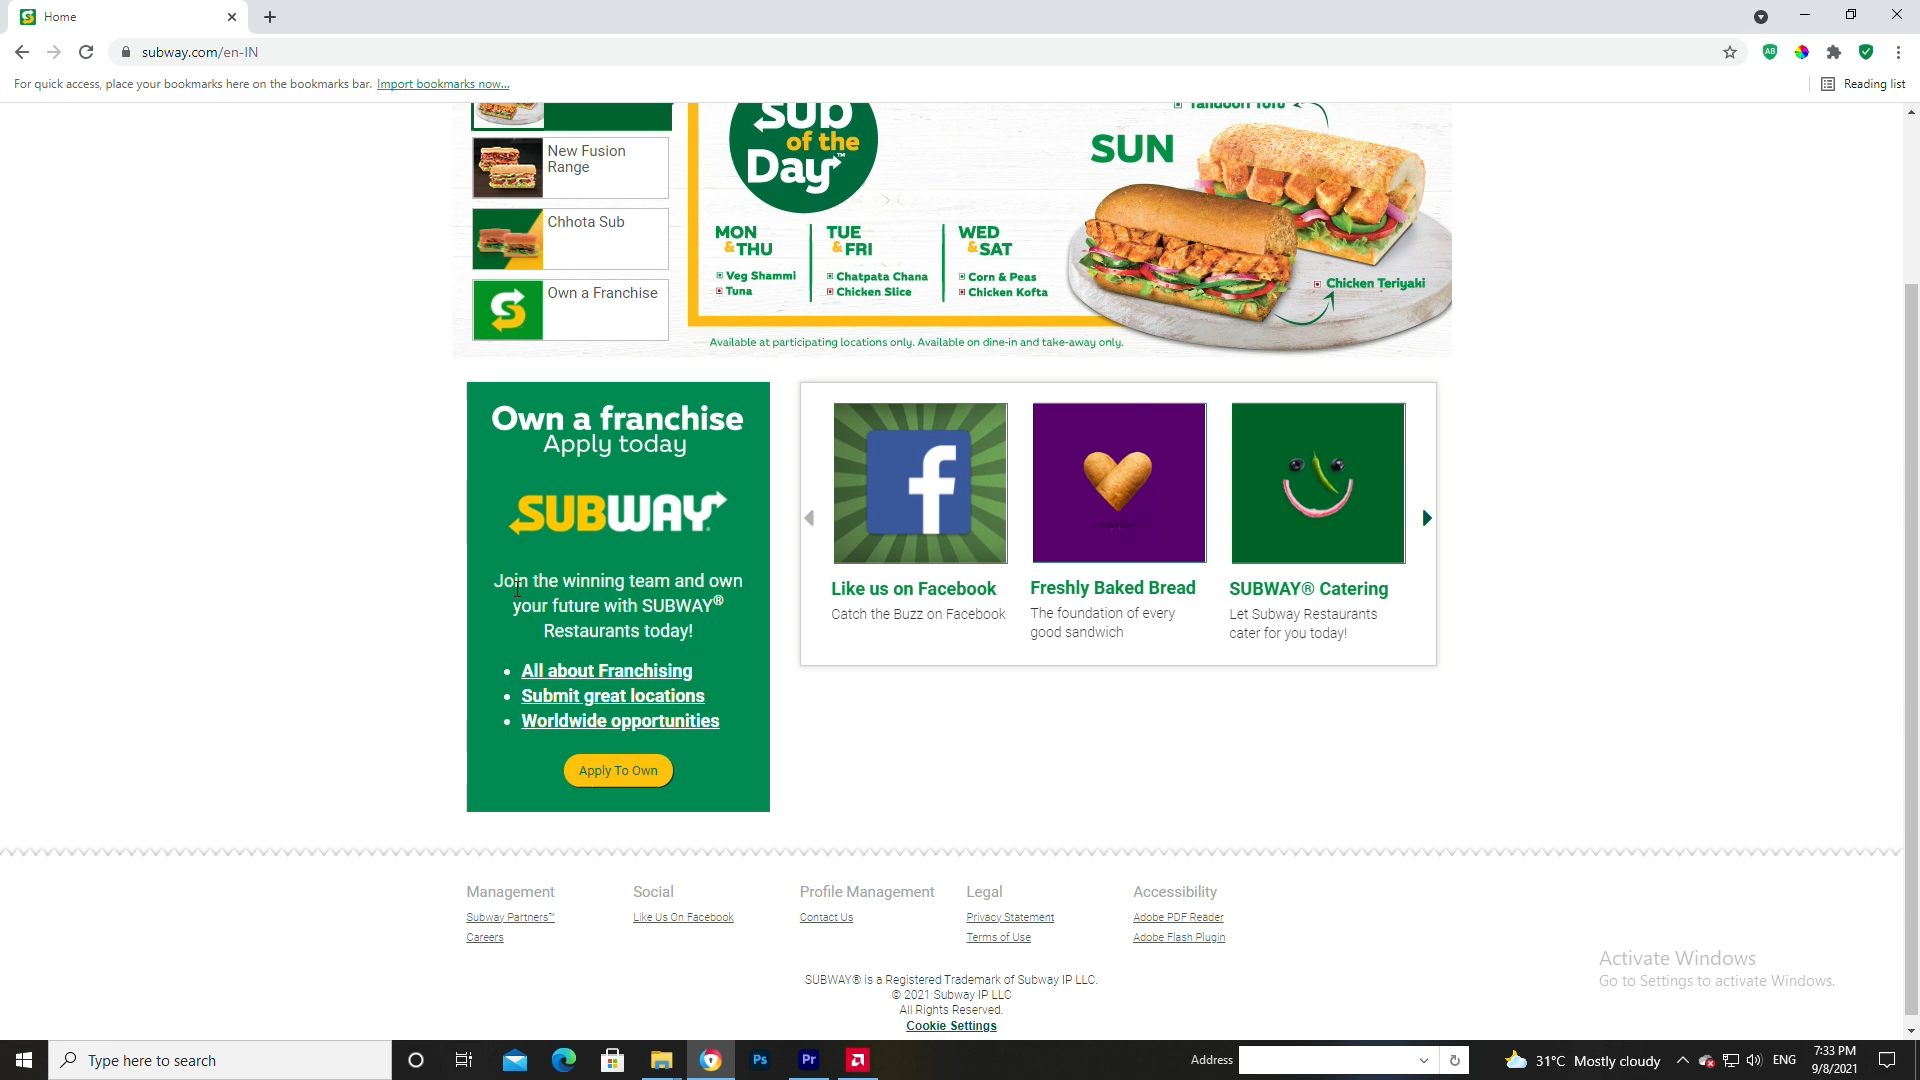 Home
subway.com/en-IN
For quick access, place your bookmarks here on the bookmarks bar. Import bookmarks now...
Reading list
New Fusion
Range
Chhota Sub
Own a Franchise
Sub
of the
Day™
MON
& THU
Veg Shammi
Tuna
TUE
& FRI
Chatpata Chana
Chicken Slice
WED
& SAT
Corn & Peas
Chicken Kofta
SUN
Tandoori Tofu
Chicken Teriyaki
Available at participating locations only. Available on dine-in and take-away only.
Own a franchise
Apply today
SUBWAY®
Join the winning team and own
your future with SUBWAY®
Restaurants today!
All about Franchising
Submit great locations
Worldwide opportunities
Apply To Own
Like us on Facebook
Catch the Buzz on Facebook
Freshly Baked Bread
The foundation of every
good sandwich
SUBWAY® Catering
Let Subway Restaurants
cater for you today!
Management
Subway Partners™
Careers
Social
Like Us On Facebook
Profile Management
Contact Us
Legal
Privacy Statement
Terms of Use
Accessibility
Adobe PDF Reader
Adobe Flash Plugin
SUBWAY® is a Registered Trademark of Subway IP LLC.
© 2021 Subway IP LLC
All Rights Reserved.
Cookie Settings
Activate Windows
Go to Settings to activate Windows.
Type here to search
Ps
Pr
Address
31°C Mostly cloudy
ENG
7:33 PM
9/8/2021